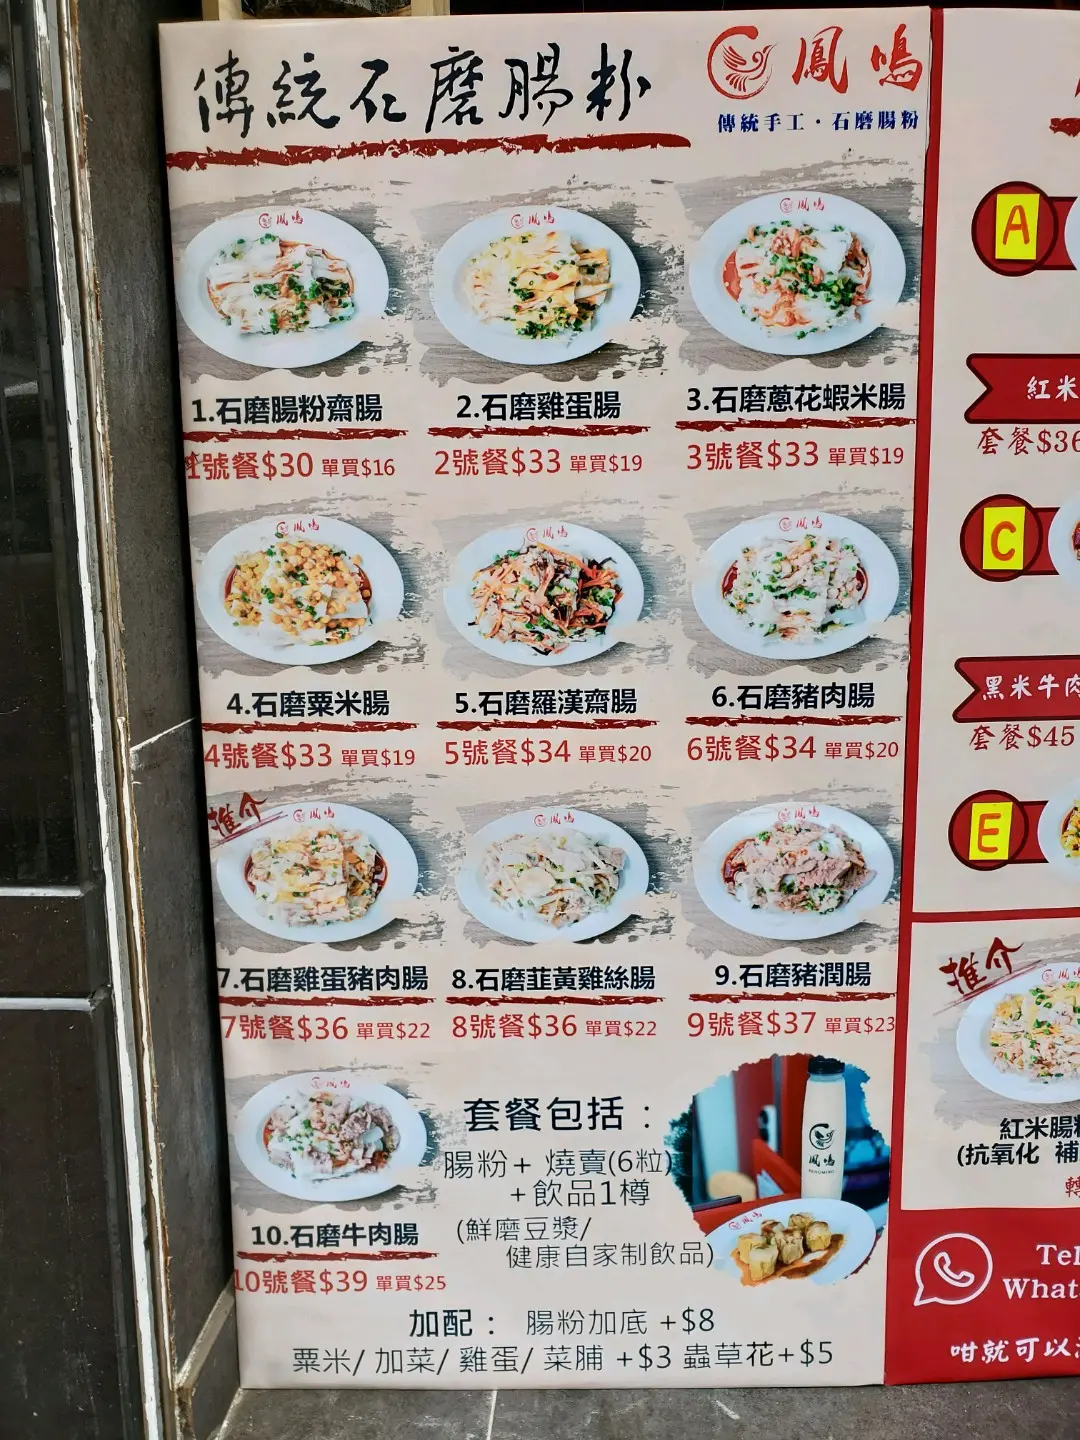 傳統石磨腸粉
鳳鳴
傳統手工·石磨腸粉
1.石磨腸粉齋腸
1號餐$30 單買$16
2.石磨雞蛋腸
2號餐$33 單買$19
3.石磨蔥花蝦米腸
3號餐$33 單買$19
4.石磨粟米腸
4號餐$33 單買$19
5.石磨羅漢齋腸
5號餐$34 單買$20
6.石磨豬肉腸
6號餐$34 單買$20
推介
7.石磨雞蛋豬肉腸
7號餐$36 單買$22
8.石磨韮黃雞絲腸
8號餐$36 單買$22
9.石磨豬潤腸
9號餐$37 單買$23
10.石磨牛肉腸
10號餐$39 單買$25
套餐包括：
腸粉+ 燒賣(6粒)
+飲品1樽
(鮮磨豆漿/
健康自家制飲品)
鳳鳴
加配： 腸粉加底 +$8
粟米/ 加菜/ 雞蛋/ 菜脯 +$3 蟲草花+$5
A
紅米
套餐$36
C
黑米牛肉
套餐$45
E
推介
紅米腸粉
(抗氧化 補
轉
Tel
What
咁就可以